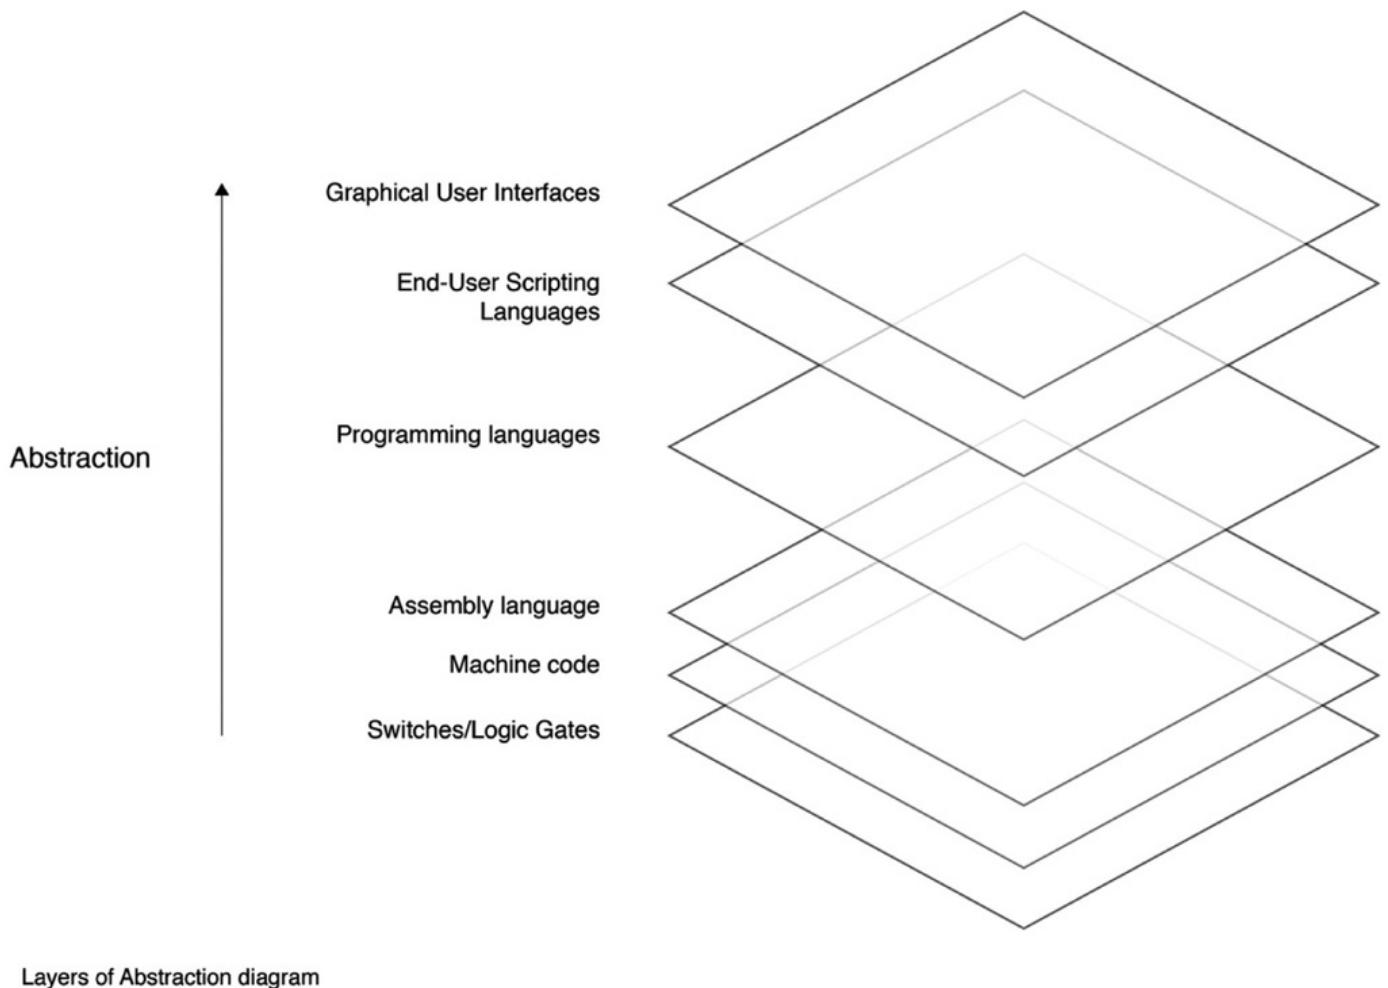 Graphical User Interfaces
End-User Scripting
Languages
Programming languages
Abstraction
Assembly language
Machine code
Switches/Logic Gates
Layers of Abstraction diagram